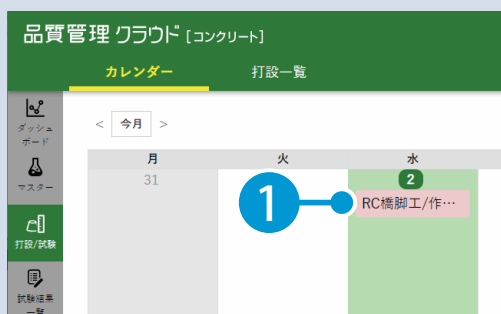 品質管理 クラウド [コンクリート]
カレンダー 打設一覧
ダッシュ
ボード
マスター
打設/試験
試験結果
一覧
< 今月 >
月 火 水
31 2
1 RC橋脚工/作…